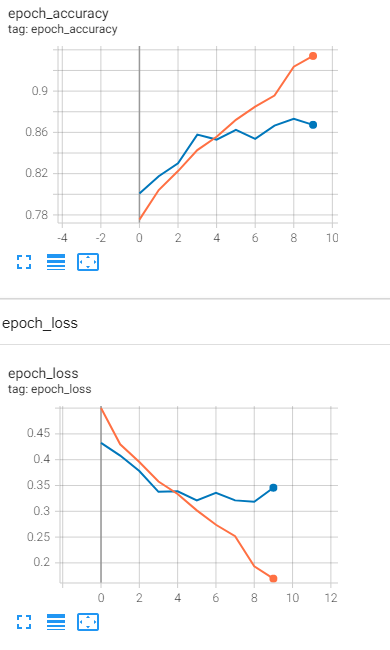 epoch_accuracy
tag: epoch_accuracy
0.9
0.86
0.82
0.78
-4 -2 0 2 4 6 8 10
epoch_loss
epoch_loss
tag: epoch_loss
0.45
0.4
0.35
0.3
0.25
0.2
0 2 4 6 8 10 12